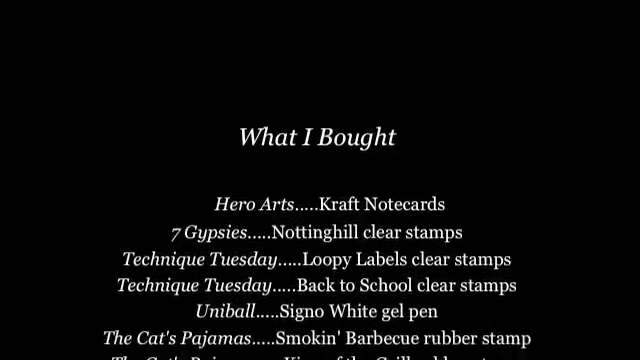 What I Bought
Hero Arts.....Kraft Notecards
7 Gypsies.....Nottinghill clear stamps
Technique Tuesday.....Loopy Labels clear stamps
Technique Tuesday.....Back to School clear stamps
Uniball.....Signo White gel pen
The Cat's Pajamas.....Smokin' Barbecue rubber stamp